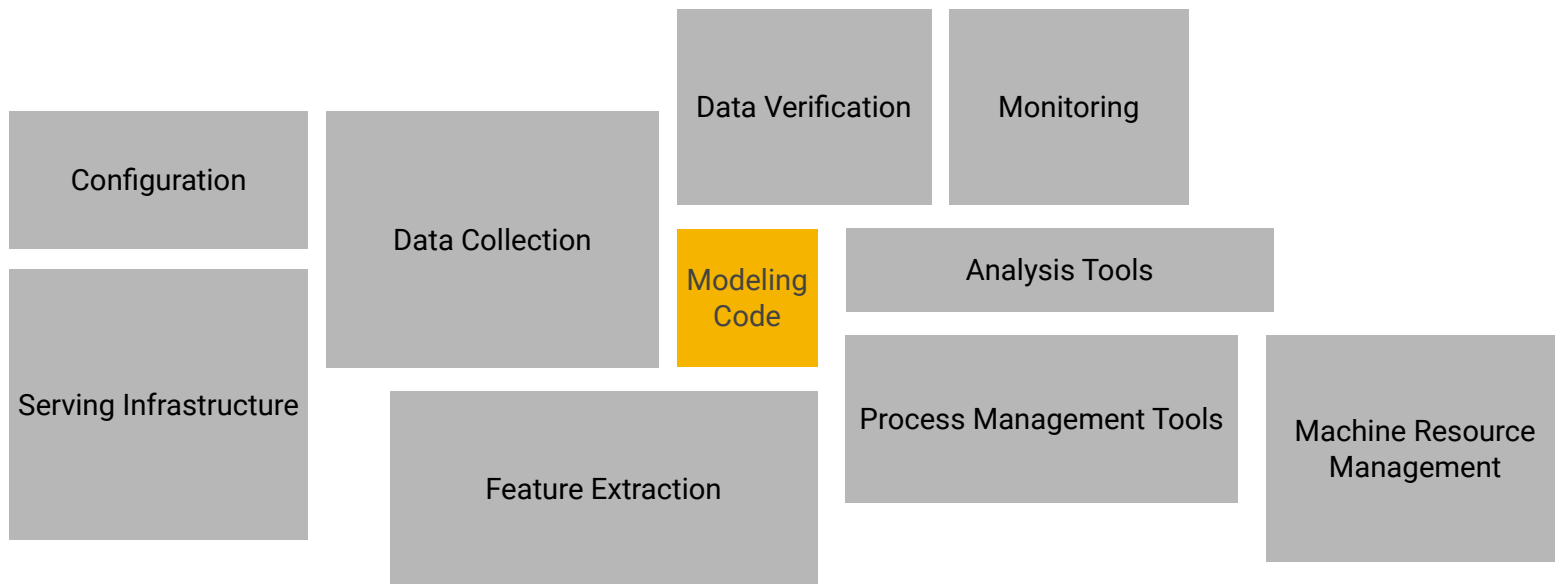 Data Verification
Monitoring
Configuration
Data Collection
Modeling
Code
Analysis Tools
Serving Infrastructure
Feature Extraction
Process Management Tools
Machine Resource
Management